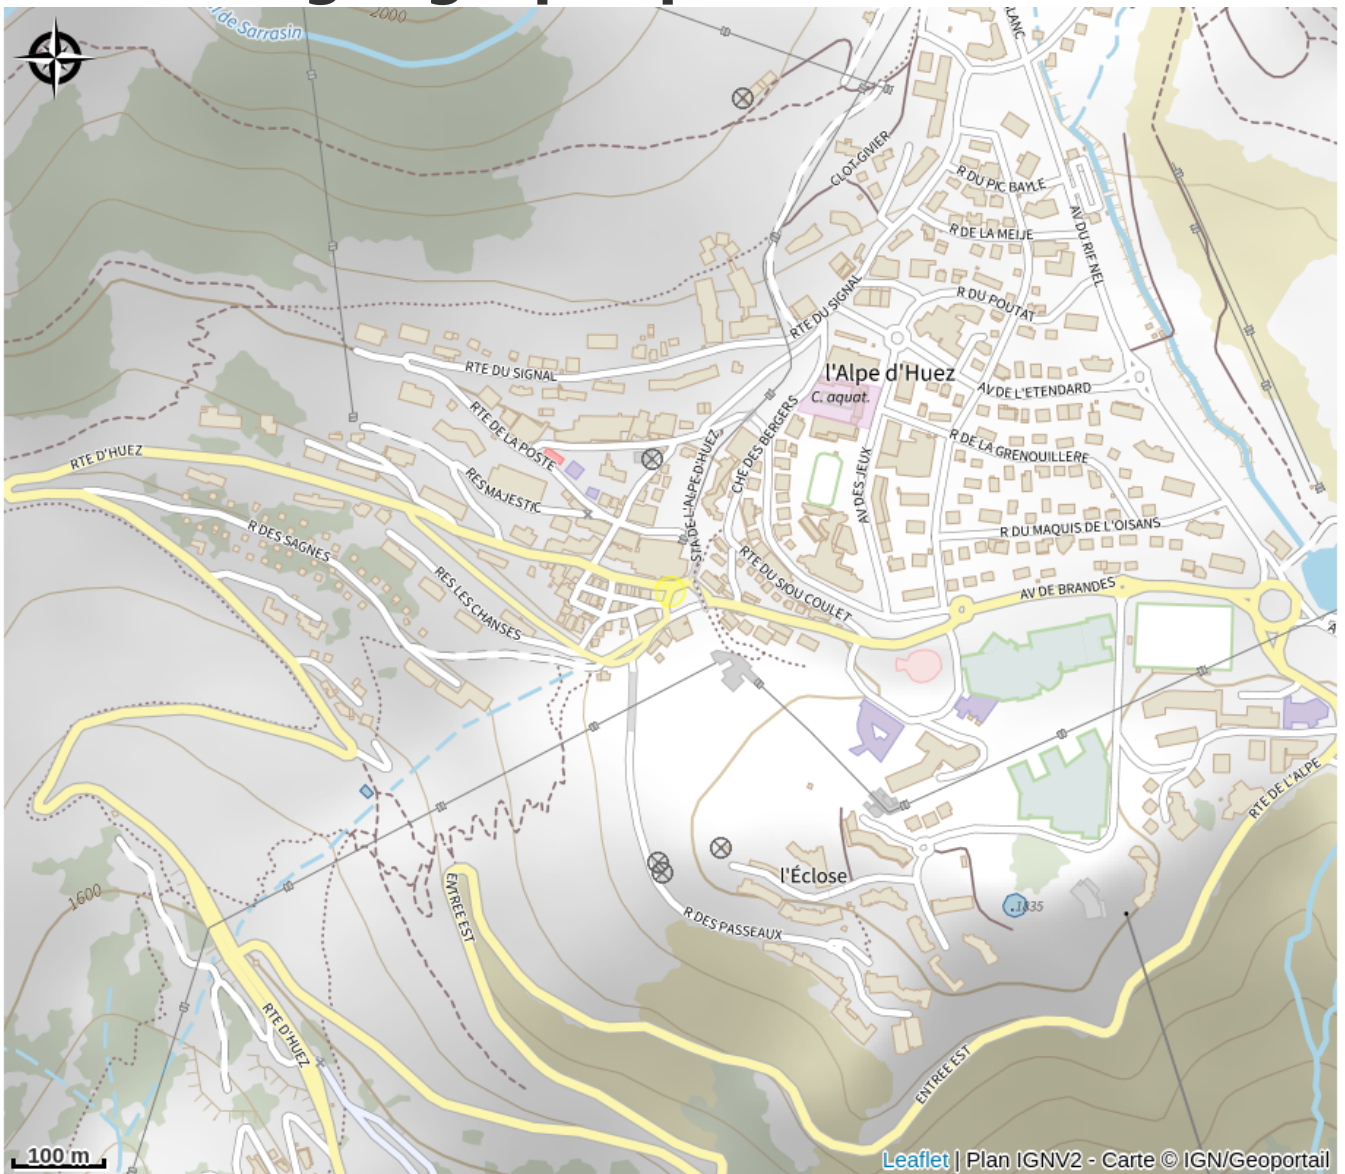 2000
de Sarrasin
CLOT-GIVIER
R DU PIC BAYLE
R DE LA MEIJE
AV DU RIF NEL
R DU POUTAT
RTE DU SIGNAL
l'Alpe d'Huez
C. aquat.
AV DE L'ETENDARD
RTE DU SIGNAL
RTE DE LA POSTE
CHE DES BERGERS
R DE LA GRENOUILLERE
RTE D'HUEZ
RES MAJESTIC
STA DE L'ALPE D'HUEZ
AV DES JEUX
R DES SAGNES
R DU MAQUIS DE L'OISANS
RTE DU SIOU COULET
RES LES CHANSES
AV DE BRANDES
RTE DE L'ALPE
1600
ENTREE EST
l'Éclose
.1835
R DES PASSEAUX
RTE D'HUEZ
ENTREE EST
100 m
Leaflet | Plan IGNV2 - Carte © IGN/Geoportail